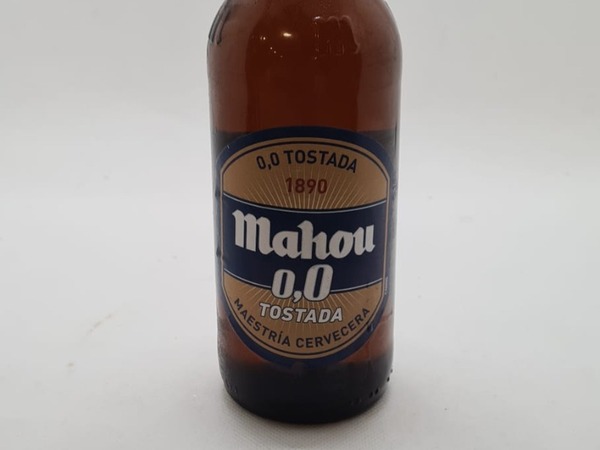 0,0 TOSTADA
1890
Mahou
0,0
TOSTADA
MAESTRÍA CERVECERA